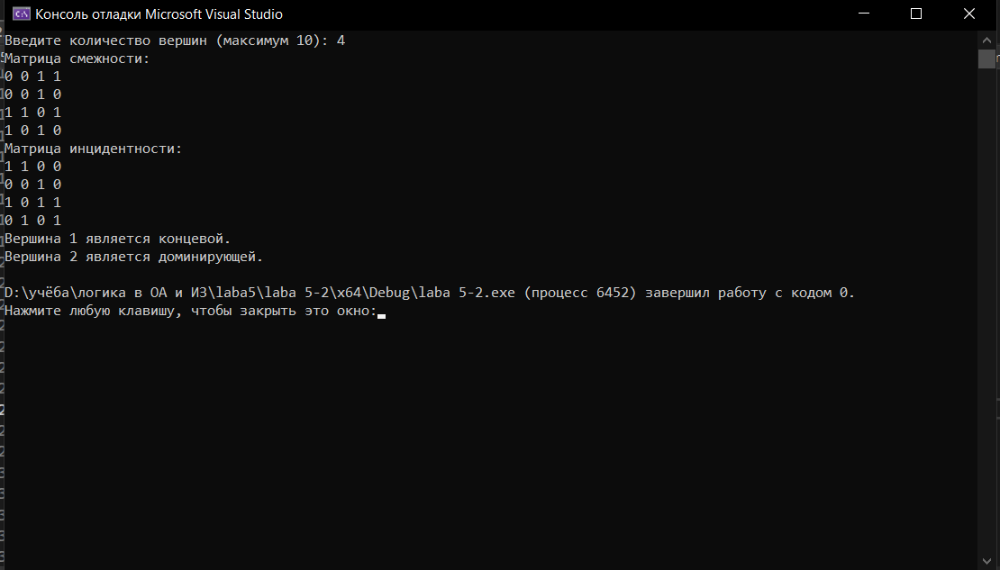 Консоль отладки Microsoft Visual Studio
Введите количество вершин (максимум 10): 4
Матрица смежности:
0 0 1 1
0 0 1 0
1 1 0 1
1 0 1 0
Матрица инцидентности:
1 1 0 0
0 0 1 0
1 0 1 1
0 1 0 1
Вершина 1 является концевой.
Вершина 2 является доминирующей.
D:\учёба\логика в ОА и ИЗ\laba5\laba 5-2\x64\Debug\laba 5-2.exe (процесс 6452) завершил работу с кодом 0.
Нажмите любую клавишу, чтобы закрыть это окно: